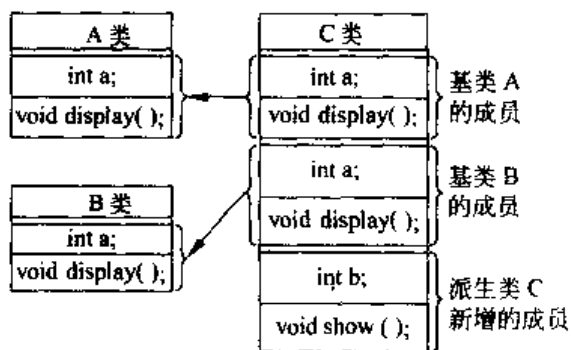 A 类
int a;
void display( );
B 类
int a;
void display( );
C 类
int a;
void display( );
int a;
void display( );
int b;
void show ( );
基类 A
的成员
基类 B
的成员
派生类 C
新增的成员